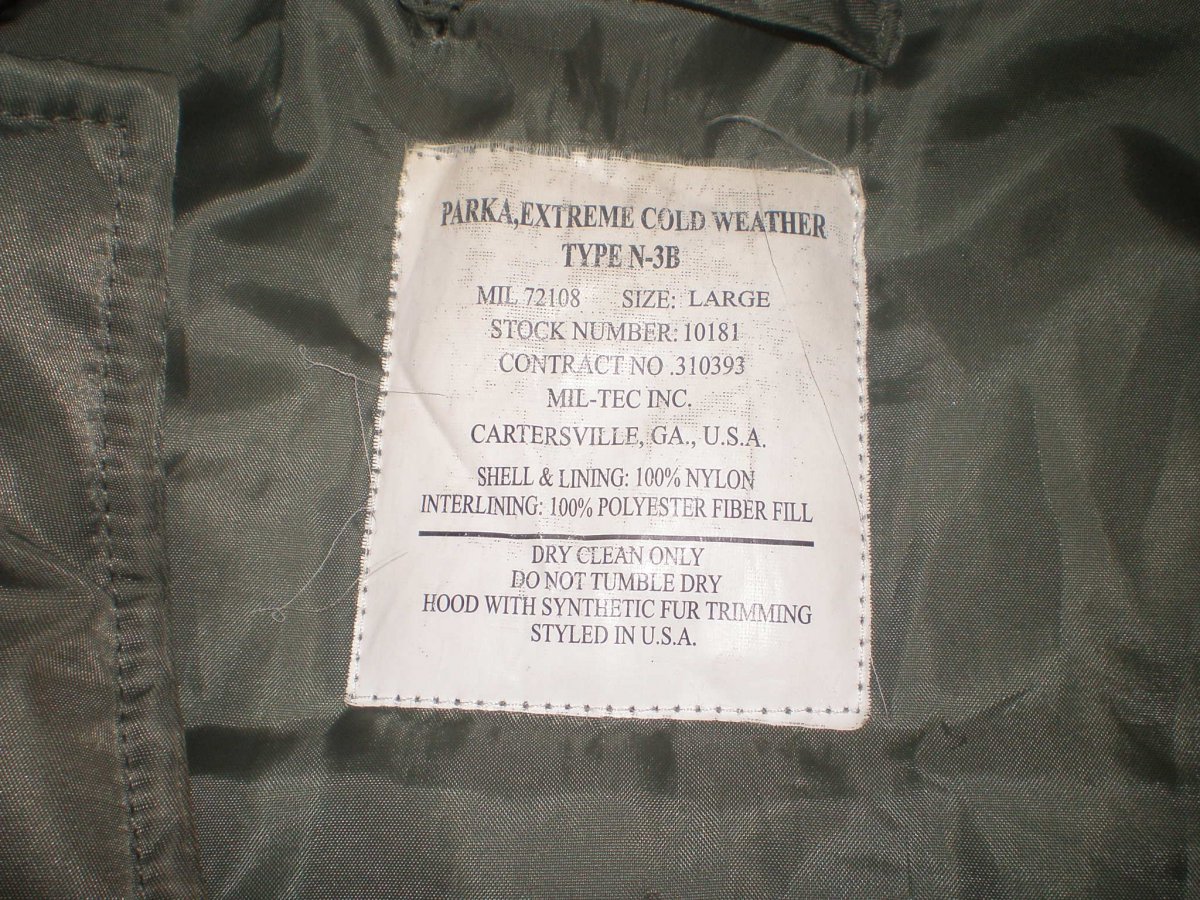 PARKA,EXTREME COLD WEATHER
TYPE N-3B
MIL 72108 SIZE: LARGE
STOCK NUMBER: 10181
CONTRACT NO .310393
MIL-TEC INC.
CARTERSVILLE, GA., U.S.A.
SHELL & LINING: 100% NYLON
INTERLINING: 100% POLYESTER FIBER FILL
DRY CLEAN ONLY
DO NOT TUMBLE DRY
HOOD WITH SYNTHETIC FUR TRIMMING
STYLED IN U.S.A.